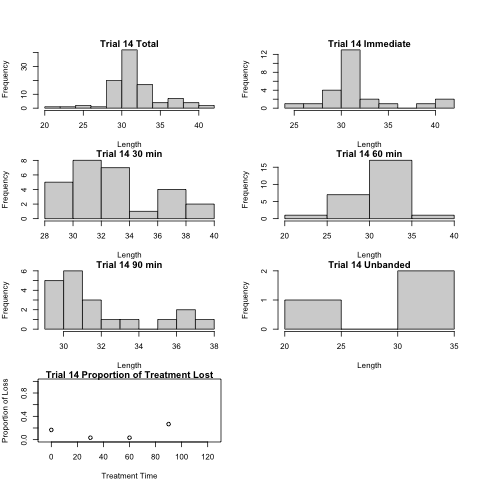 Trial 14 Total
Frequency
0 10 30
20 25 30 35 40
Length
Trial 14 Immediate
Frequency
0 4 8 12
25 30 35 40
Length
Trial 14 30 min
Frequency
0 2 4 6 8
28 30 32 34 36 38 40
Length
Trial 14 60 min
Frequency
0 5 10 15
20 25 30 35 40
Length
Trial 14 90 min
Frequency
0 2 4 6
30 32 34 36 38
Length
Trial 14 Unbanded
Frequency
0 1 2
20 25 30 35
Length
Trial 14 Proportion of Treatment Lost
Proportion of Loss
0.0 0.4 0.8
0 20 40 60 80 100 120
Treatment Time